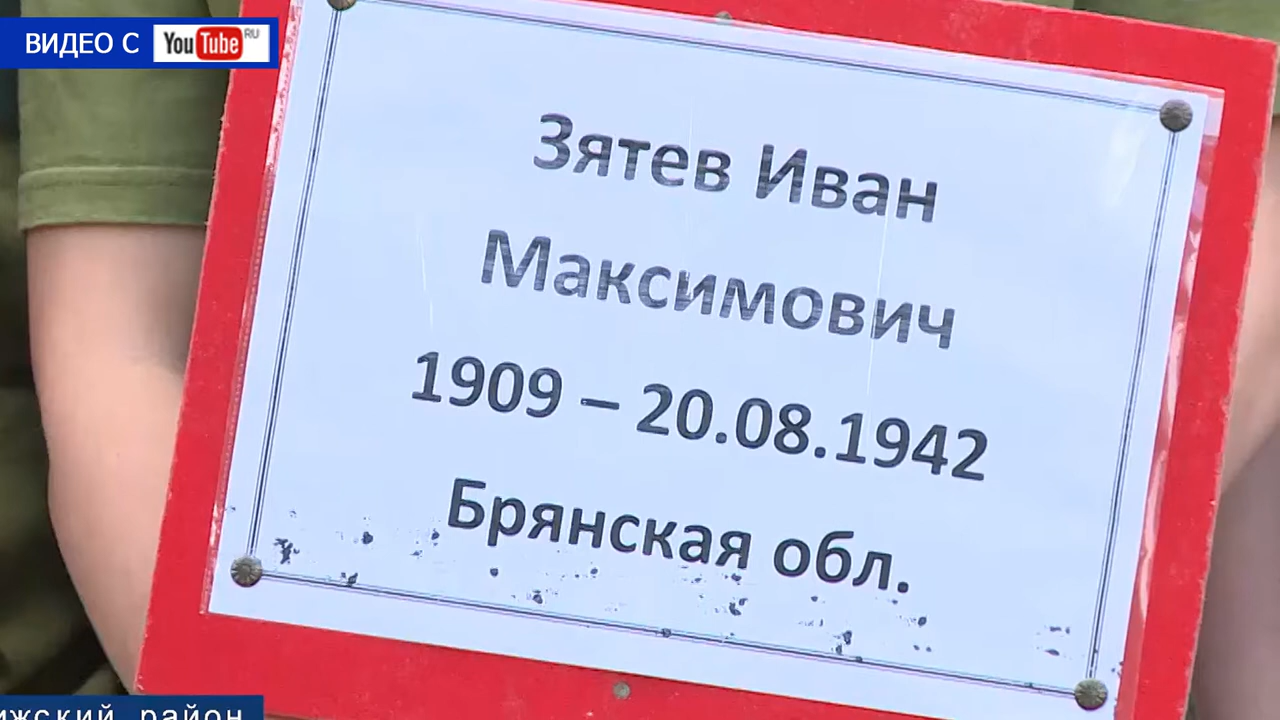 ВИДЕО С YouTube RU
Зятев Иван
Максимович
1909 – 20.08.1942
Брянская обл.
район